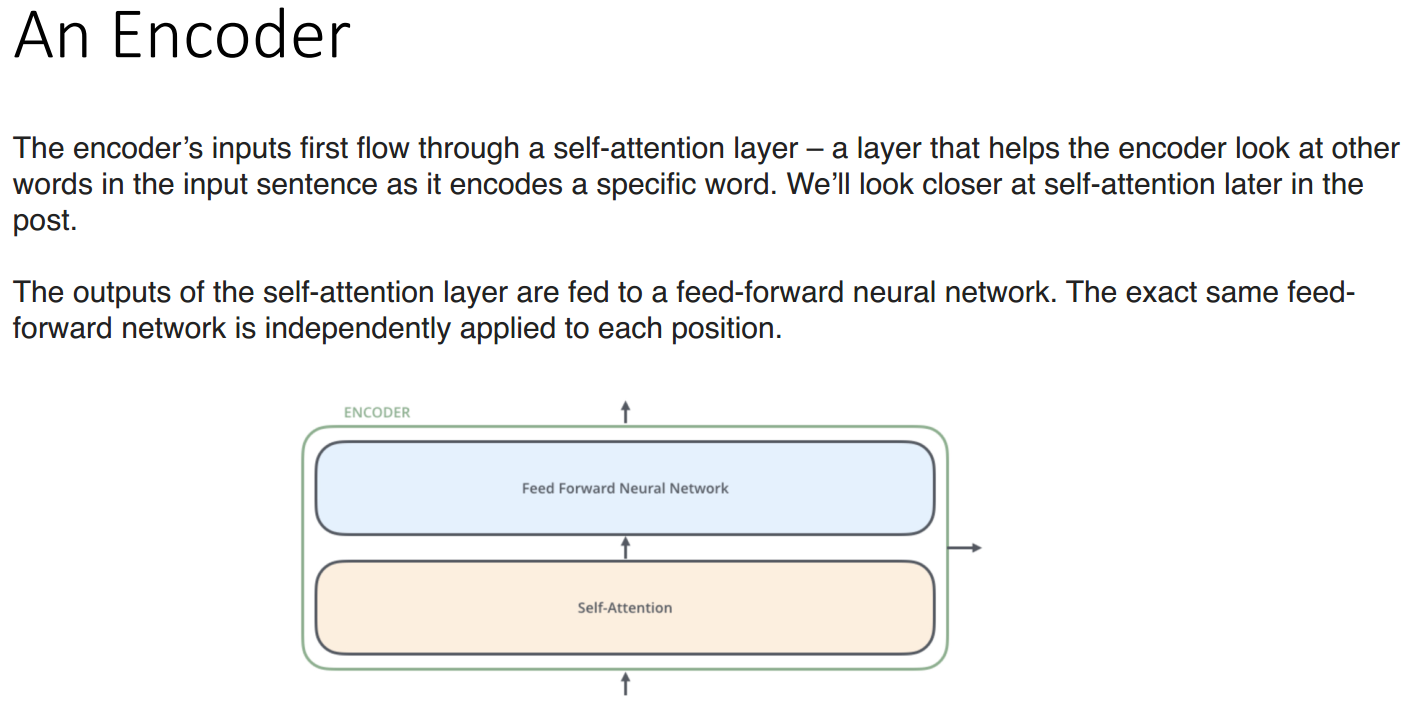 An Encoder
The encoder’s inputs first flow through a self-attention layer – a layer that helps the encoder look at other
words in the input sentence as it encodes a specific word. We’ll look closer at self-attention later in the
post.
The outputs of the self-attention layer are fed to a feed-forward neural network. The exact same feed-
forward network is independently applied to each position.
ENCODER
Feed Forward Neural Network
Self-Attention